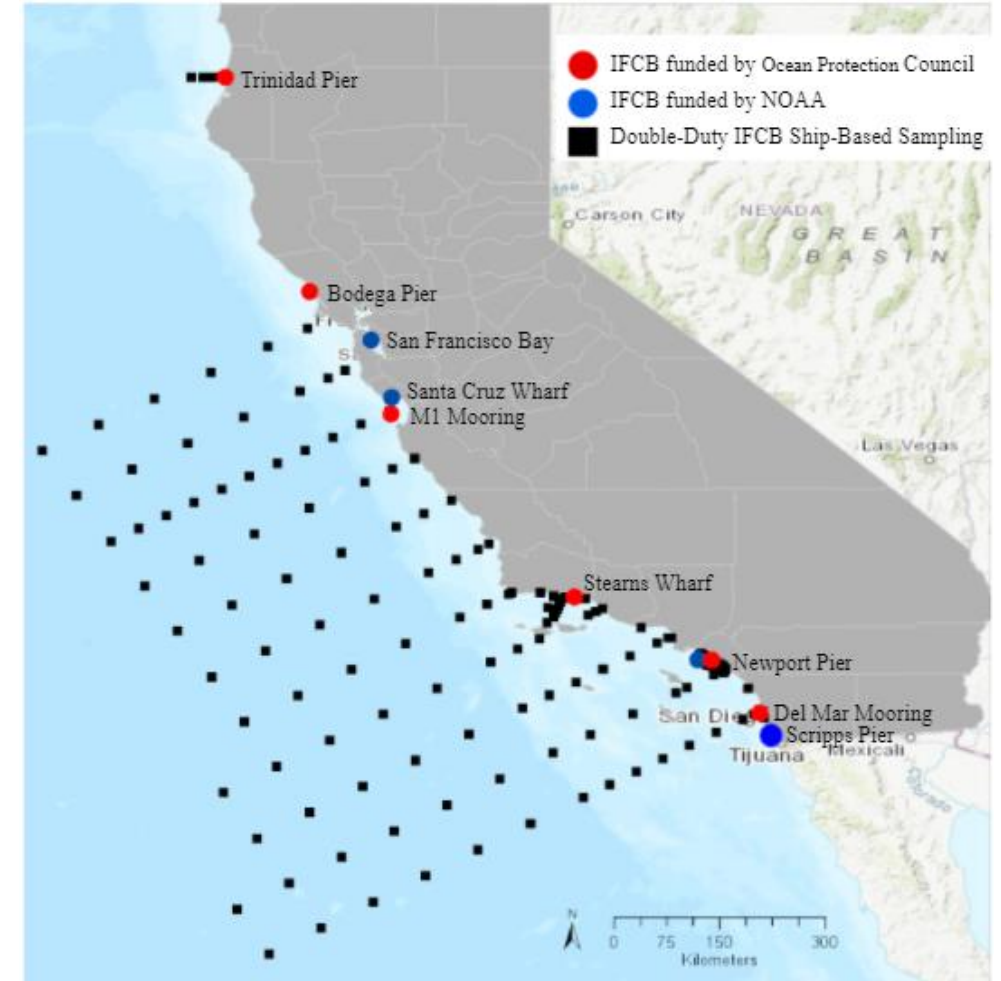 IFCB funded by Ocean Protection Council
IFCB funded by NOAA
Double-Duty IFCB Ship-Based Sampling
Trinidad Pier
Carson City
NEVADA
GREAT
BASIN
Bodega Pier
San Francisco Bay
Santa Cruz Wharf
M1 Mooring
Las Vegas
Stearns Wharf
Newport Pier
San Dieg
Del Mar Mooring
Scripps Pier
Tijuana
Mexicali
Colorado
N
0 75 150 300
Kilometers